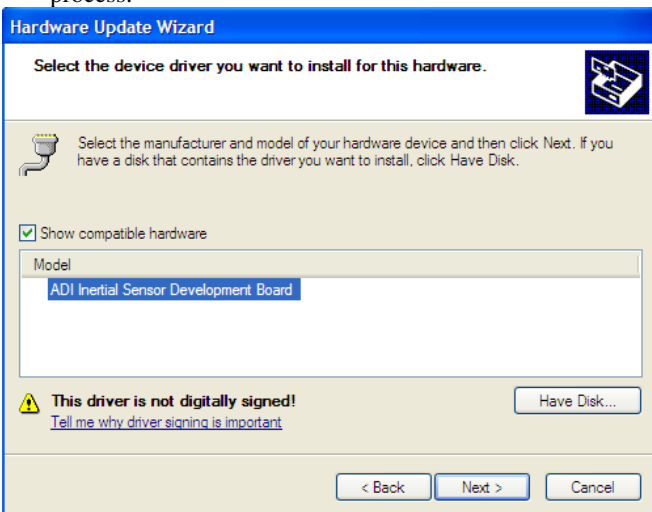 process.
Hardware Update Wizard
Select the device driver you want to install for this hardware.
Select the manufacturer and model of your hardware device and then click Next. If you
have a disk that contains the driver you want to install, click Have Disk.
Show compatible hardware
Model
ADI Inertial Sensor Development Board
This driver is not digitally signed!
Have Disk...
Tell me why driver signing is important
< Back
Next >
Cancel